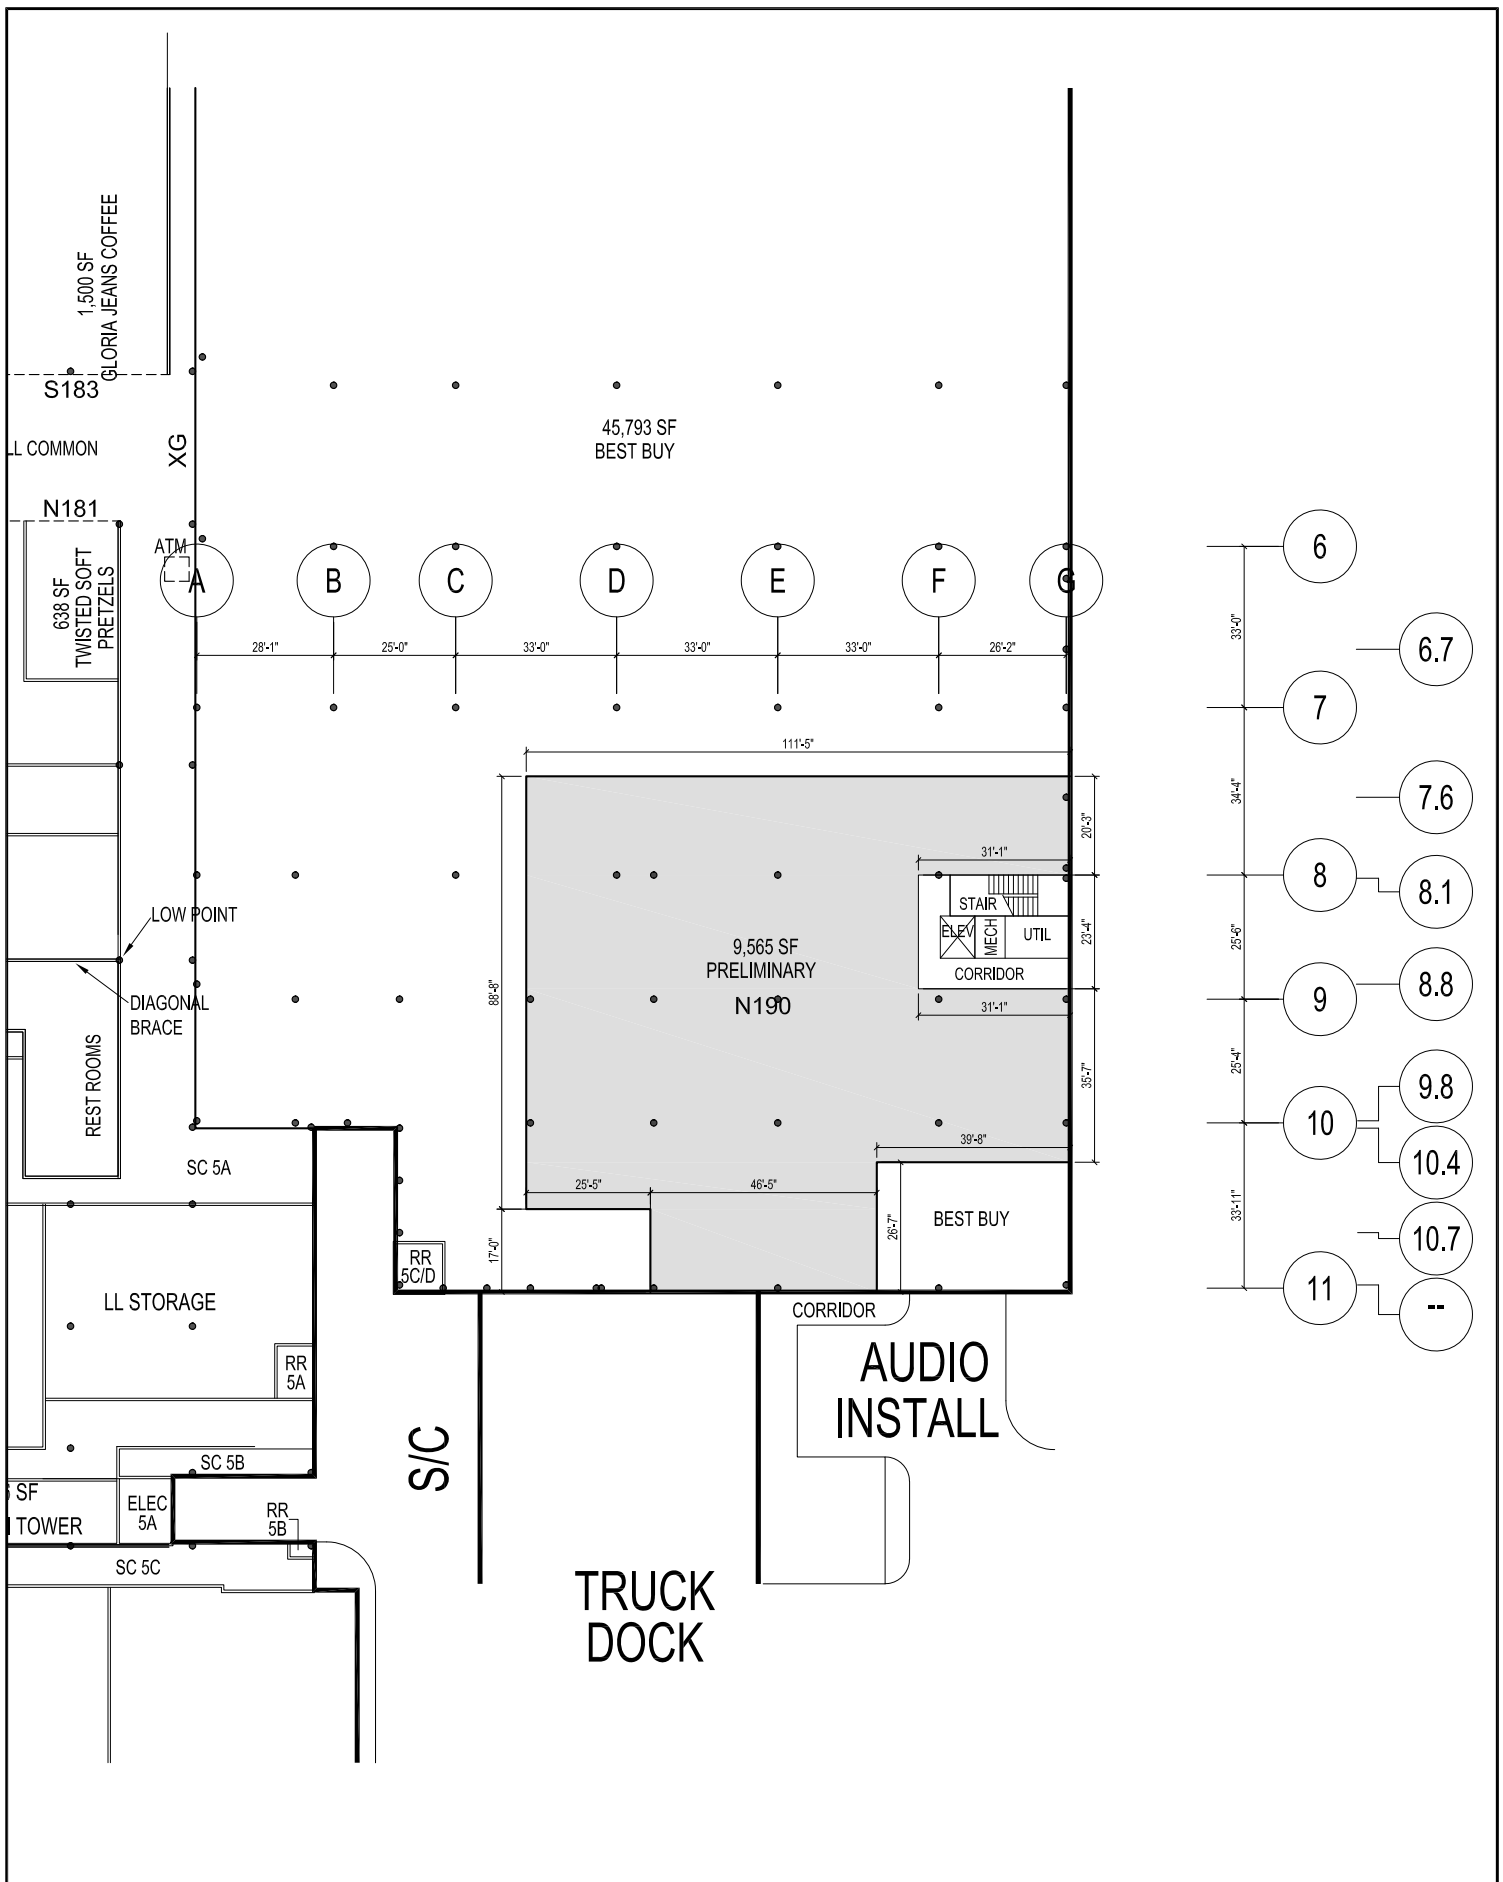 1,500 SF
GLORIA JEANS COFFEE
S183
LL COMMON
XG
N181
45,793 SF
BEST BUY
ATM
638 SF
TWISTED SOFT
PRETZELS
A
B
C
D
E
F
G
28'-1"
25'-0"
33'-0"
33'-0"
33'-0"
26'-2"
6
33'-0"
6.7
7
34'-4"
7.6
8
8.1
25'-6"
8.8
9
25'-4"
9.8
10
10.4
33'-11"
10.7
11
--
111'-5"
20'-3"
31'-1"
STAIR
ELEV
MECH
UTIL
23'-4"
CORRIDOR
31'-1"
9,565 SF
PRELIMINARY
N190
88'-8"
35'-7"
39'-8"
25'-5"
46'-5"
17'-0"
26'-7"
BEST BUY
LOW POINT
DIAGONAL
BRACE
REST ROOMS
SC 5A
RR
5C/D
LL STORAGE
RR
5A
CORRIDOR
AUDIO
INSTALL
S/C
SC 5B
SF
ELEC
5A
RR
5B
TOWER
SC 5C
TRUCK
DOCK